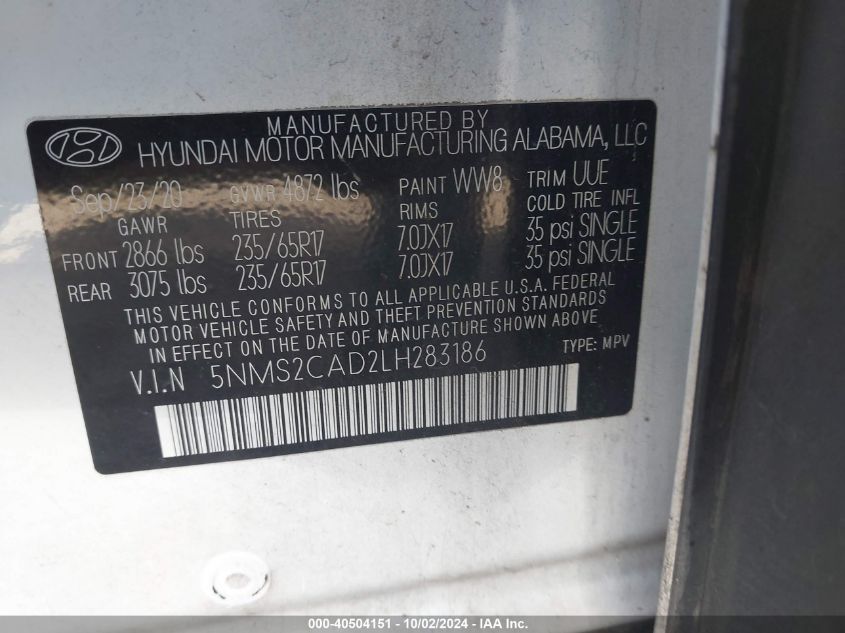 MANUFACTURED BY
HYUNDAI MOTOR MANUFACTURING ALABAMA, LLC
Sep/23/20 GVWR 4872 lbs PAINT WW8 TRIM UUE
GAWR TIRES RIMS COLD TIRE INFL
FRONT 2866 lbs 235/65R17 7.0JX17 35 psi SINGLE
REAR 3075 lbs 235/65R17 7.0JX17 35 psi SINGLE
THIS VEHICLE CONFORMS TO ALL APPLICABLE U.S.A. FEDERAL
MOTOR VEHICLE SAFETY AND THEFT PREVENTION STANDARDS
IN EFFECT ON THE DATE OF MANUFACTURE SHOWN ABOVE
V.I.N 5NMS2CAD2LH283186 TYPE: MPV
000-40504151 - 10/02/2024 - IAA Inc.